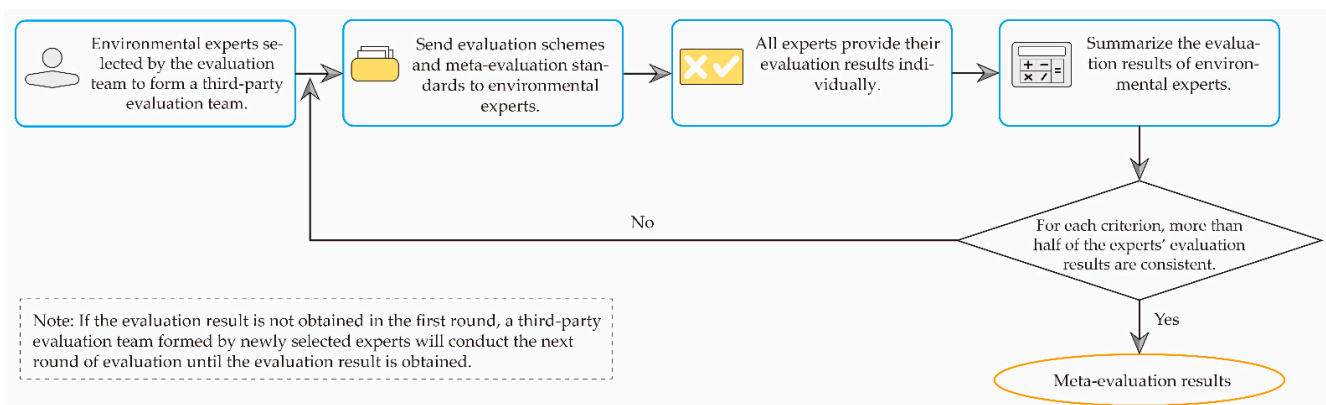 Environmental experts se-
lected by the evaluation
team to form a third-party
evaluation team.
Send evaluation schemes
and meta-evaluation stan-
dards to environmental
experts.
All experts provide their
evaluation results indi-
vidually.
Summarize the evalua-
tion results of environ-
mental experts.
For each criterion, more than
half of the experts’ evaluation
results are consistent.
No
Yes
Meta-evaluation results
Note: If the evaluation result is not obtained in the first round, a third-party
evaluation team formed by newly selected experts will conduct the next
round of evaluation until the evaluation result is obtained.